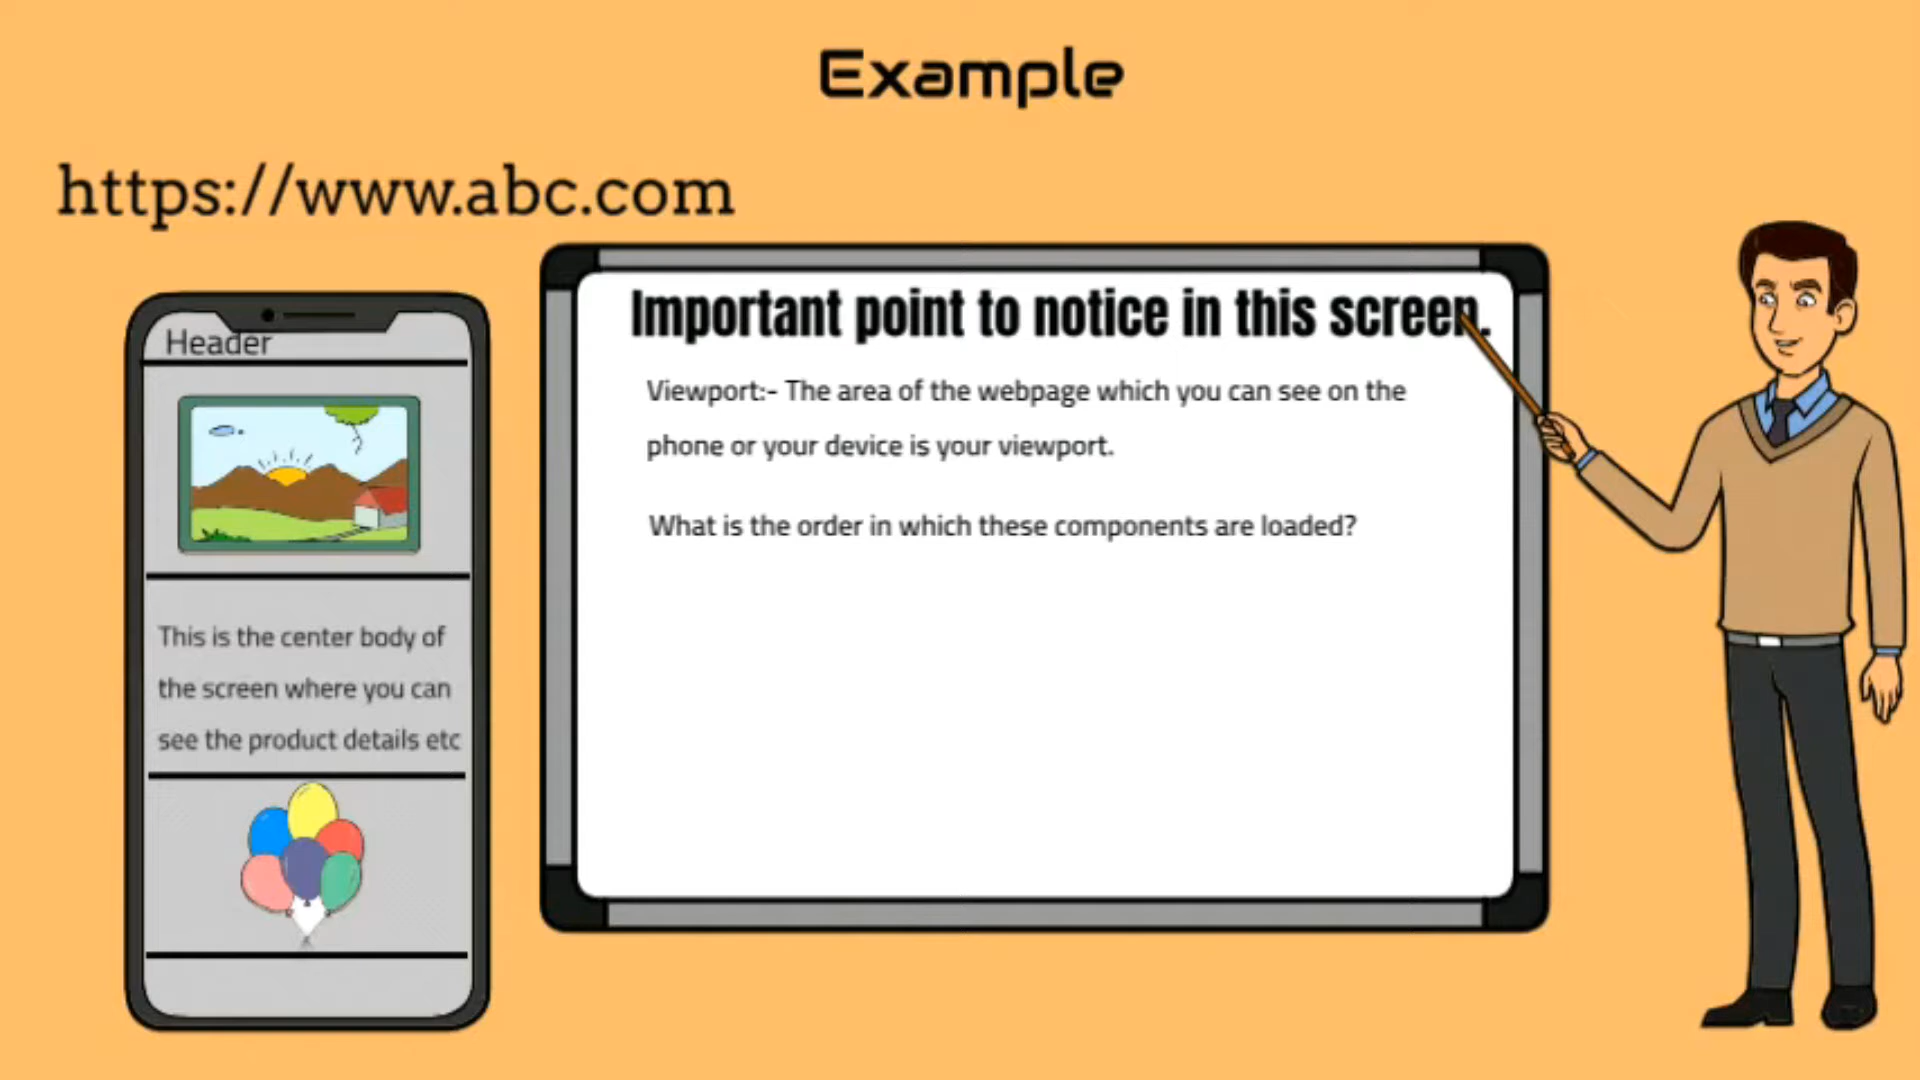 Example
https://www.abc.com
Header
This is the center body of
the screen where you can
see the product details etc
Important point to notice in this screen.
Viewport:- The area of the webpage which you can see on the
phone or your device is your viewport.
What is the order in which these components are loaded?